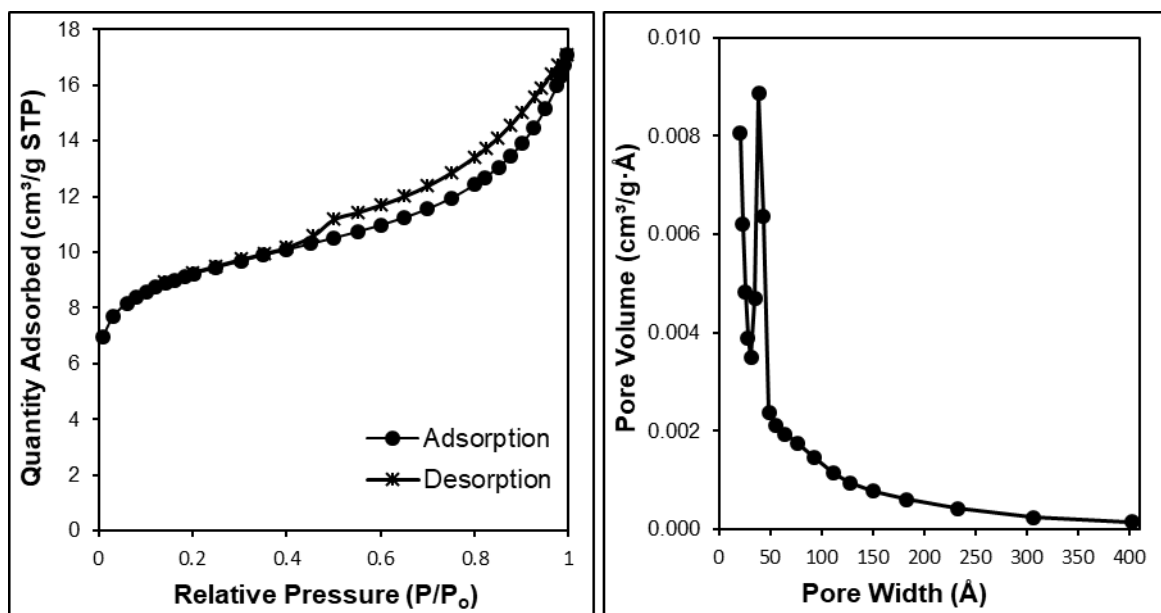 Quantity Adsorbed (cm³/g STP)
18
16
14
12
10
8
6
4
2
0
Adsorption
Desorption
0 0.2 0.4 0.6 0.8 1
Relative Pressure (P/Pₒ)
Pore Volume (cm³/g·Å)
0.010
0.008
0.006
0.004
0.002
0.000
0 50 100 150 200 250 300 350 400
Pore Width (Å)